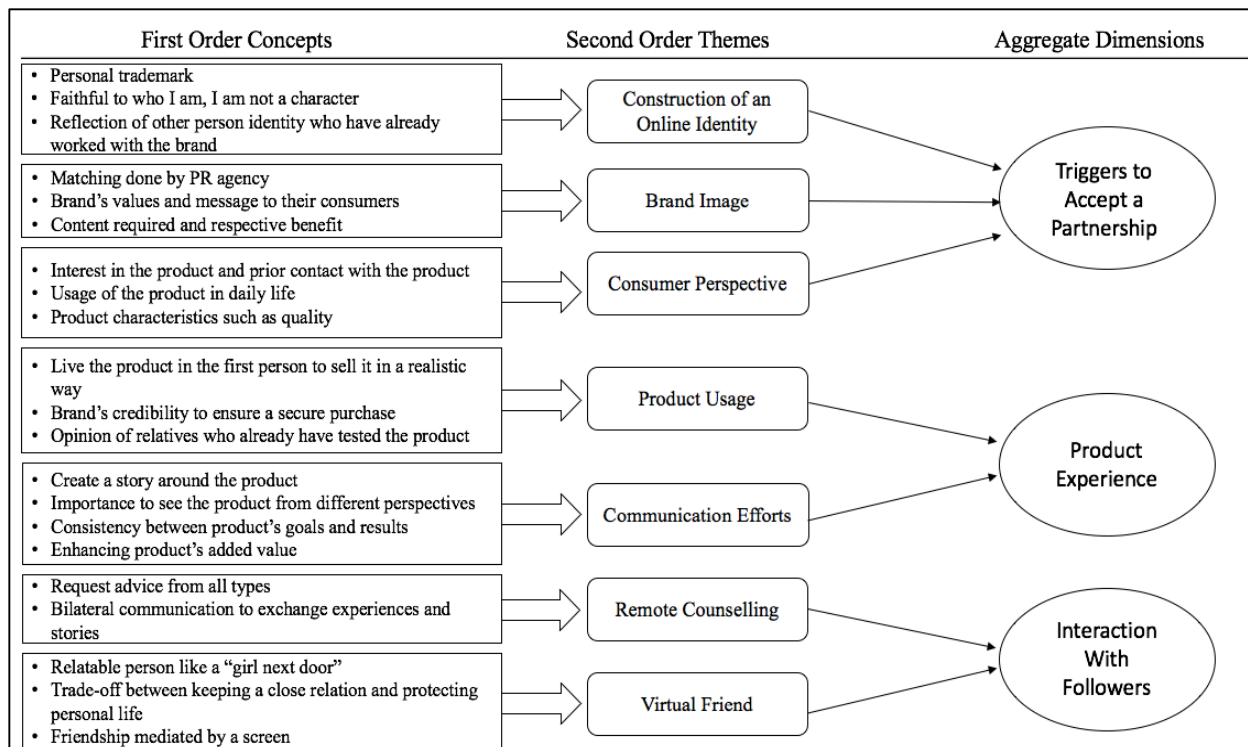 First Order Concepts
Second Order Themes
Aggregate Dimensions
• Personal trademark
• Faithful to who I am, I am not a character
• Reflection of other person identity who have already
worked with the brand
Construction of an
Online Identity
• Matching done by PR agency
• Brand's values and message to their consumers
• Content required and respective benefit
Brand Image
• Interest in the product and prior contact with the product
• Usage of the product in daily life
• Product characteristics such as quality
Consumer Perspective
Triggers to
Accept a
Partnership
• Live the product in the first person to sell it in a realistic
way
• Brand's credibility to ensure a secure purchase
• Opinion of relatives who already have tested the product
Product Usage
• Create a story around the product
• Importance to see the product from different perspectives
• Consistency between product's goals and results
• Enhancing product's added value
Communication Efforts
Product
Experience
• Request advice from all types
• Bilateral communication to exchange experiences and
stories
Remote Counselling
• Relatable person like a "girl next door"
• Trade-off between keeping a close relation and protecting
personal life
• Friendship mediated by a screen
Virtual Friend
Interaction
With
Followers